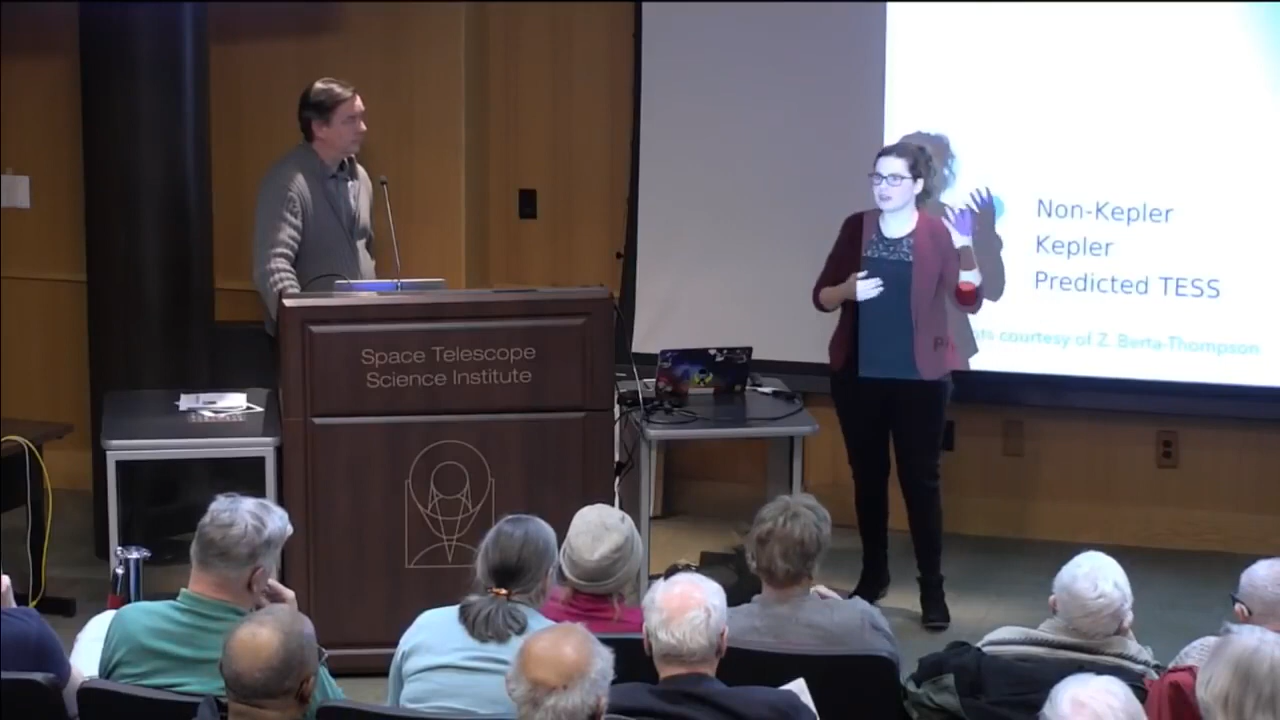 Space Telescope
Science Institute
Non-Kepler
Kepler
Predicted TESS
courtesy of Z. Berta-Thompson